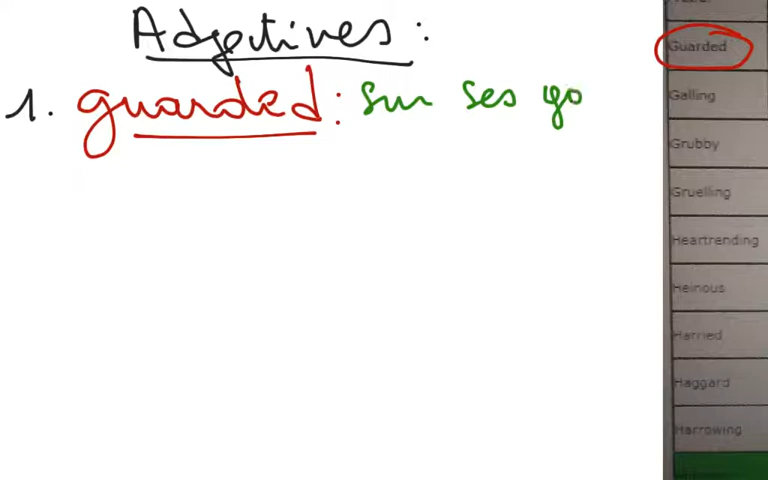 Adjectives:
1. guarded: sur ses go
Guarded
Galling
Grubby
Gruelling
Heartrending
Heinous
Harried
Haggard
Harrowing